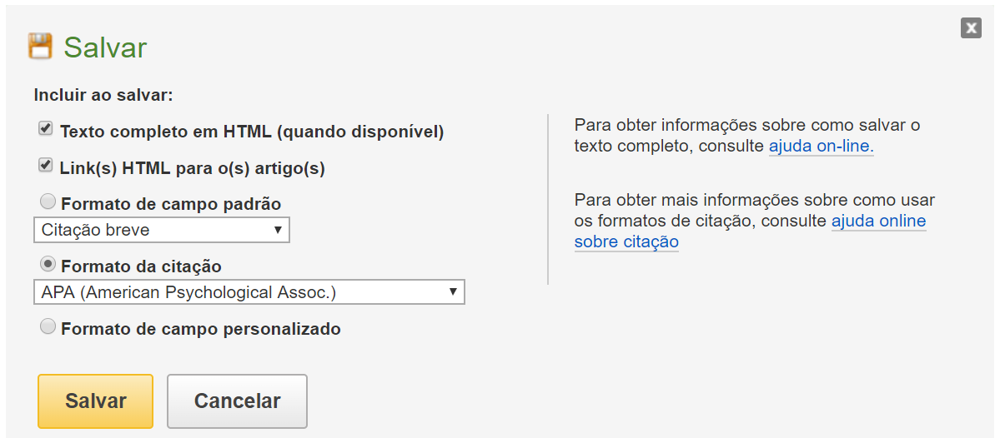 Salvar
X
Incluir ao salvar:
Texto completo em HTML (quando disponível)
Link(s) HTML para o(s) artigo(s)
Formato de campo padrão
Citação breve
Formato da citação
APA (American Psychological Assoc.)
Formato de campo personalizado
Salvar
Cancelar
Para obter informações sobre como salvar o
texto completo, consulte ajuda on-line.
Para obter mais informações sobre como usar
os formatos de citação, consulte ajuda online
sobre citação